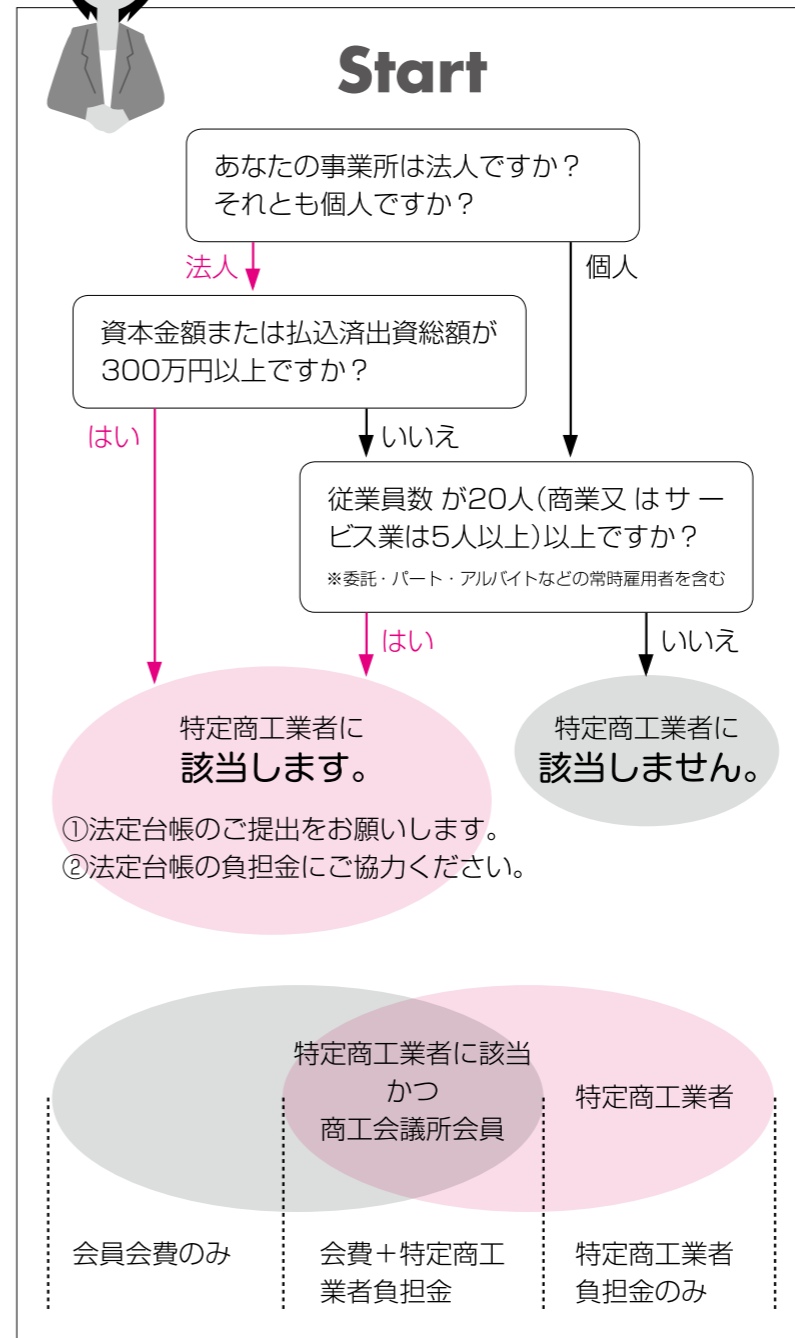 Start
あなたの事業所は法人ですか？
それとも個人ですか？
法人
個人
資本金額または払込済出資総額が
300万円以上ですか？
はい
いいえ
従業員数 が20人(商業又 は サ ー
ビス業は5人以上)以上ですか？
※委託・パート・アルバイトなどの常時雇用者を含む
はい
いいえ
特定商工業者に
該当します。
①法定台帳のご提出をお願いします。
②法定台帳の負担金にご協力ください。
特定商工業者に
該当しません。
特定商工業者に該当
かつ
商工会議所会員
特定商工業者
会員会費のみ
会費＋特定商工
業者負担金
特定商工業者
負担金のみ